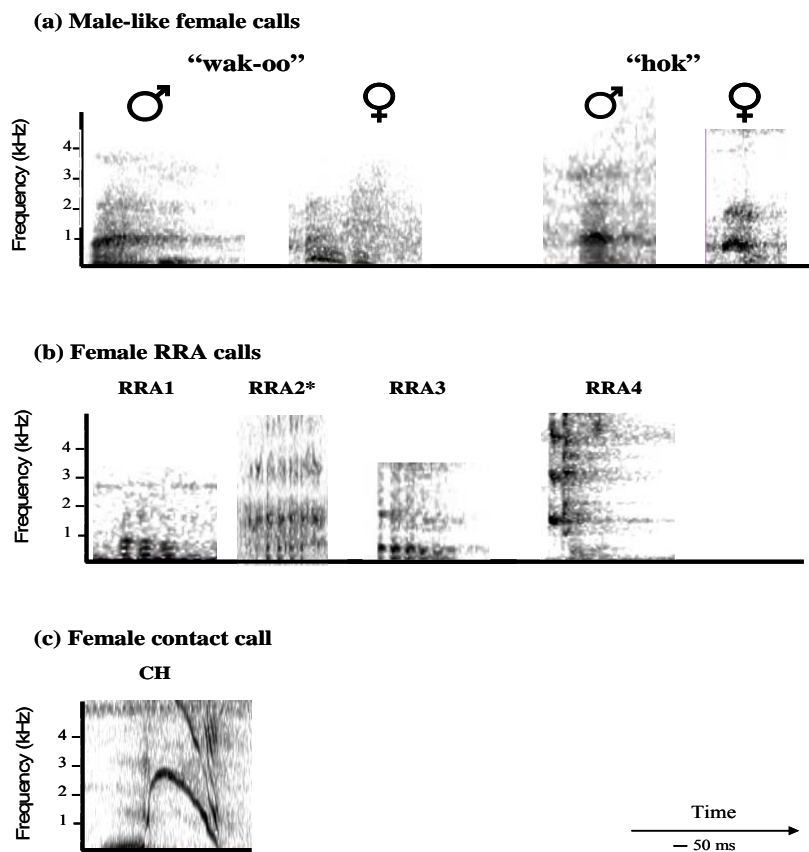 (a) Male-like female calls
“wak-oo” “hok”
♂ ♀ ♂ ♀
Frequency (kHz)
4
3
2
1
(b) Female RRA calls
RRA1 RRA2* RRA3 RRA4
Frequency (kHz)
4
3
2
1
(c) Female contact call
CH
Frequency (kHz)
4
3
2
1
Time
50 ms